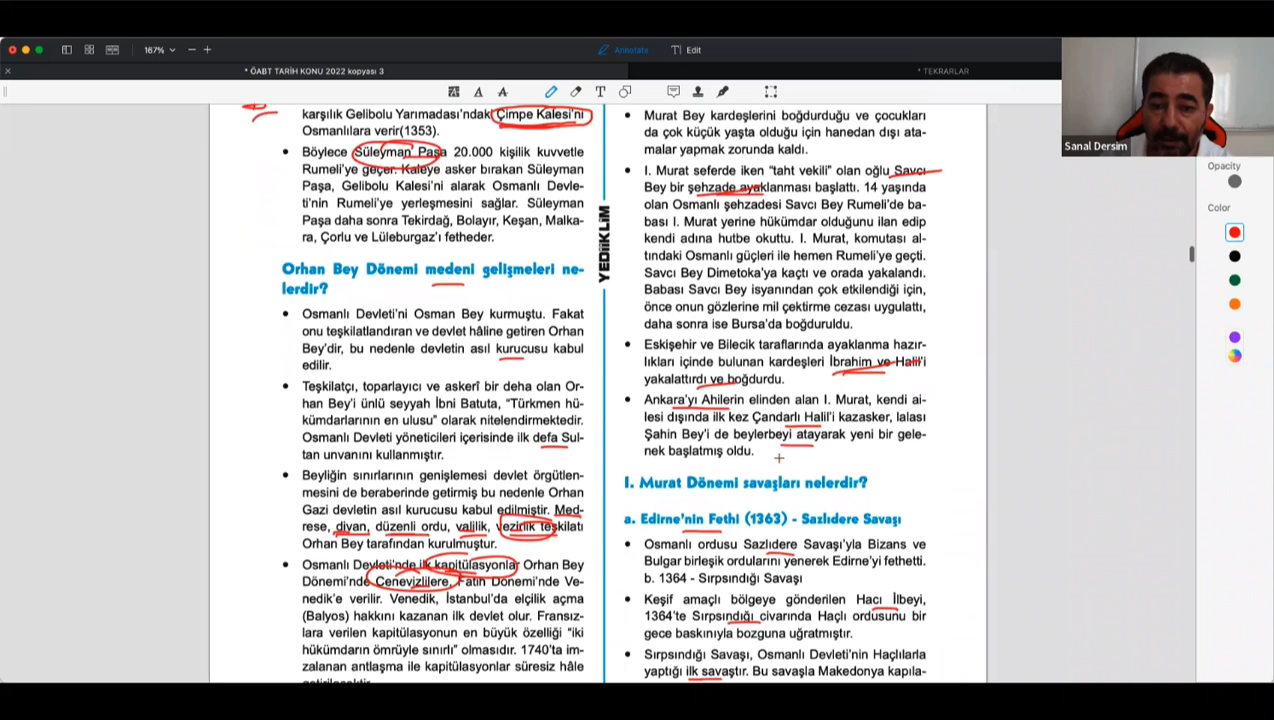 167%
Annotate
Edit
* ÖABT TARİH KONU 2022 kopyası 3
* TEKRARLAR
karşılık Gelibolu Yarımadası'ndaki Çimpe Kalesi'ni
Osmanlılara verir(1353).
• Böylece Süleyman Paşa 20.000 kişilik kuvvetle
Rumeli'ye geçer. Kaleye asker bırakan Süleyman
Paşa, Gelibolu Kalesi'ni alarak Osmanlı Devle-
ti'nin Rumeli'ye yerleşmesini sağlar. Süleyman
Paşa daha sonra Tekirdağ, Bolayır, Keşan, Malka-
ra, Çorlu ve Lüleburgaz'ı fetheder.
Orhan Bey Dönemi medeni gelişmeleri ne-
lerdir?
• Osmanlı Devleti'ni Osman Bey kurmuştu. Fakat
onu teşkilatlandıran ve devlet hâline getiren Orhan
Bey'dir, bu nedenle devletin asıl kurucusu kabul
edilir.
• Teşkilatçı, toparlayıcı ve askerî bir deha olan Or-
han Bey'i ünlü seyyah İbni Batuta, "Türkmen hü-
kümdarlarının en ulusu" olarak nitelendirmektedir.
Osmanlı Devleti yöneticileri içerisinde ilk defa Sul-
tan unvanını kullanmıştır.
• Beyliğin sınırlarının genişlemesi devlet örgütlen-
mesini de beraberinde getirmiş bu nedenle Orhan
Gazi devletin asıl kurucusu kabul edilmiştir. Med-
rese, divan, düzenli ordu, valilik, vezirlik teşkilatı
Orhan Bey tarafından kurulmuştur.
• Osmanlı Devleti'nde ilk kapitülasyonlar Orhan Bey
Dönemi'nde Cenevizlilere, Fatih Dönemi'nde Ve-
nedik'e verilir. Venedik, İstanbul'da elçilik açma
(Balyos) hakkını kazanan ilk devlet olur. Fransız-
lara verilen kapitülasyonun en büyük özelliği "iki
hükümdarın ömrüyle sınırlı" olmasıdır. 1740'ta im-
zalanan antlaşma ile kapitülasyonlar süresiz hâle
getirilecektir.
YEDİİKLİM
• Murat Bey kardeşlerini boğdurduğu ve çocukları
da çok küçük yaşta olduğu için hanedan dışı ata-
malar yapmak zorunda kaldı.
• I. Murat seferde iken "taht vekili" olan oğlu Savcı
Bey bir şehzade ayaklanması başlattı. 14 yaşında
olan Osmanlı şehzadesi Savcı Bey Rumeli'de ba-
bası I. Murat yerine hükümdar olduğunu ilan edip
kendi adına hutbe okuttu. I. Murat, komutası al-
tındaki Osmanlı güçleri ile hemen Rumeli'ye geçti.
Savcı Bey Dimetoka'ya kaçtı ve orada yakalandı.
Babası Savcı Bey isyanından çok etkilendiği için,
önce onun gözlerine mil çektirme cezası uygulattı,
daha sonra ise Bursa'da boğduruldu.
• Eskişehir ve Bilecik taraflarında ayaklanma hazır-
lıkları içinde bulunan kardeşleri İbrahim ve Halil'i
yakalattırdı ve boğdurdu.
• Ankara'yı Ahilerin elinden alan I. Murat, kendi ai-
lesi dışında ilk kez Çandarlı Halil'i kazasker, lalası
Şahin Bey'i de beylerbeyi atayarak yeni bir gele-
nek başlatmış oldu.
I. Murat Dönemi savaşları nelerdir?
a. Edirne'nin Fethi (1363) - Sazlıdere Savaşı
• Osmanlı ordusu Sazlıdere Savaşı'yla Bizans ve
Bulgar birleşik ordularını yenerek Edirne'yi fethetti.
b. 1364 - Sırpsındığı Savaşı
• Keşif amaçlı bölgeye gönderilen Hacı İlbeyi,
1364'te Sırpsındığı civarında Haçlı ordusunu bir
gece baskınıyla bozguna uğratmıştır.
• Sırpsındığı Savaşı, Osmanlı Devleti'nin Haçlılarla
yaptığı ilk savaştır. Bu savaşla Makedonya kapıla-
Sanal Dersim
Opacity
Color